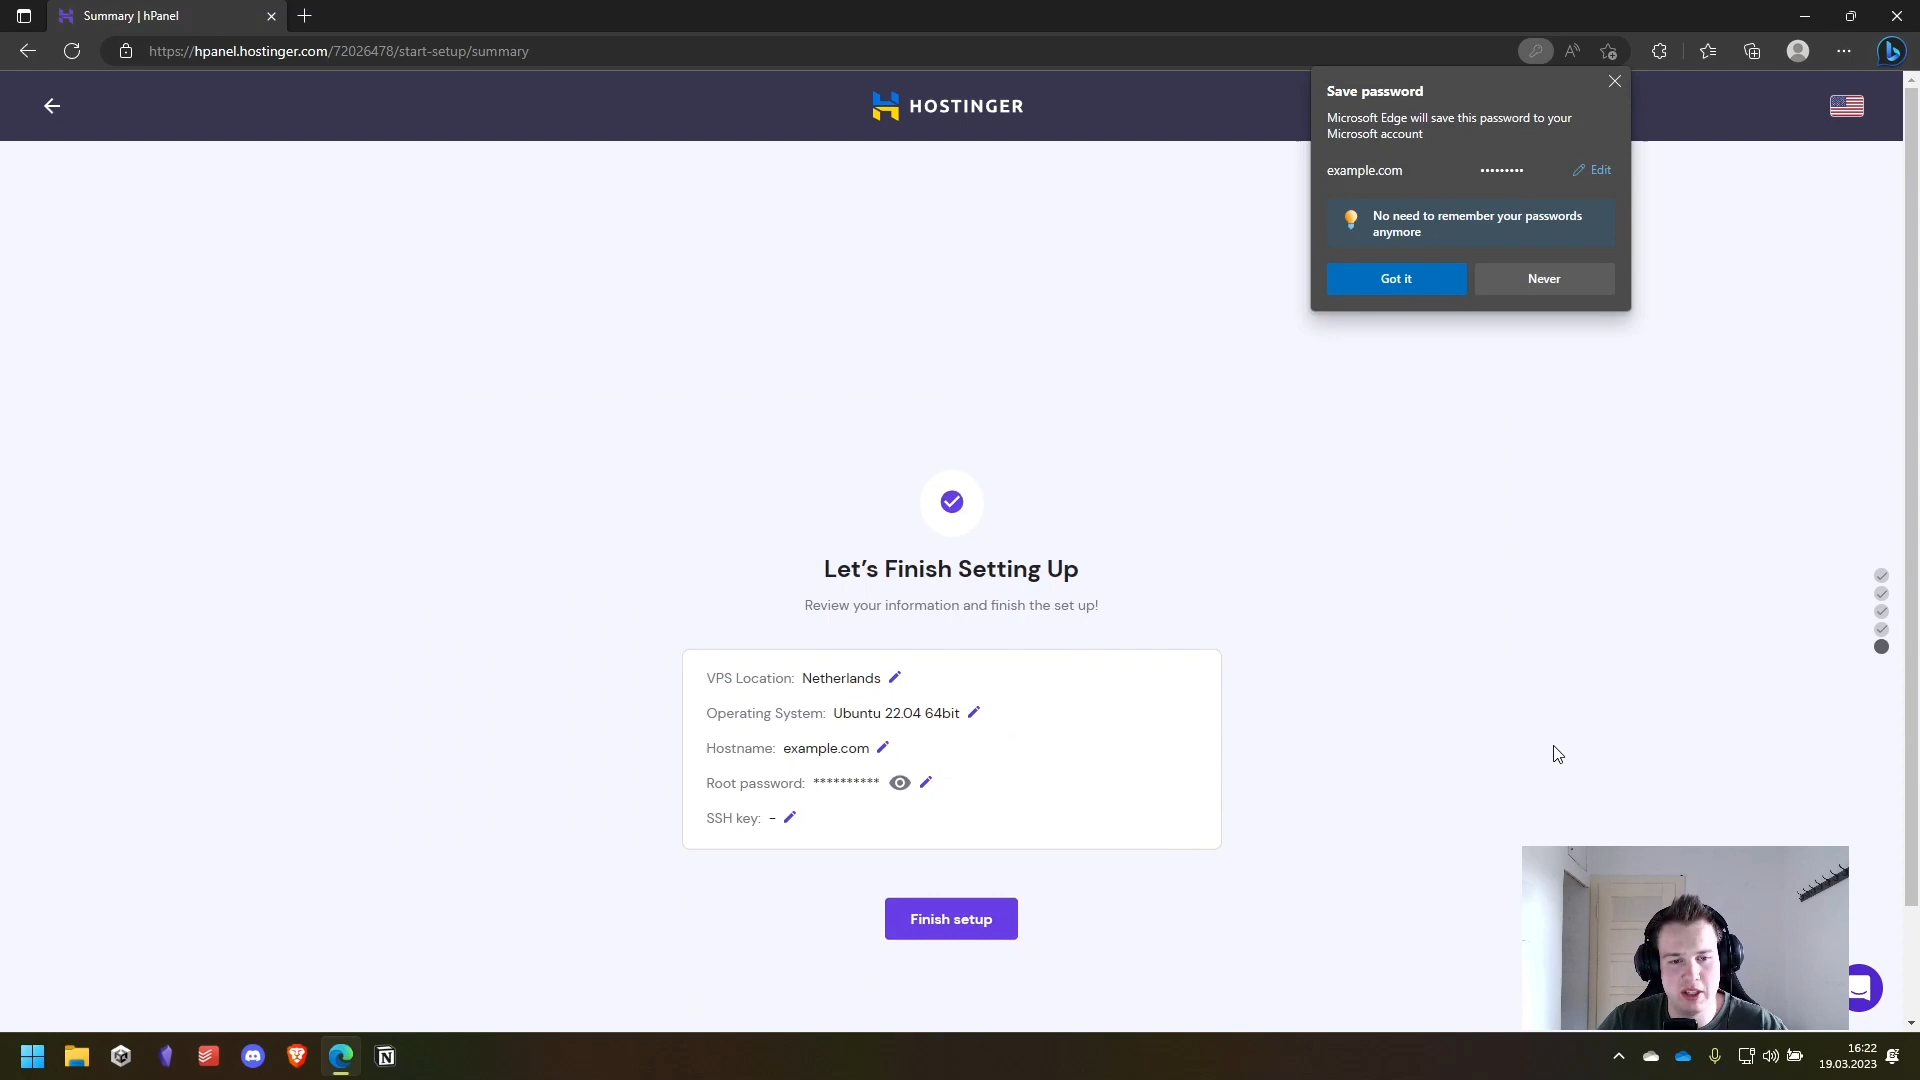 Summary | hPanel
https://hpanel.hostinger.com/72026478/start-setup/summary
HOSTINGER
Save password
Microsoft Edge will save this password to your
Microsoft account
example.com ••••••••• Edit
No need to remember your passwords
anymore
Got it Never
Let’s Finish Setting Up
Review your information and finish the set up!
VPS Location: Netherlands
Operating System: Ubuntu 22.04 64bit
Hostname: example.com
Root password: **********
SSH key: -
Finish setup
16:22
19.03.2023